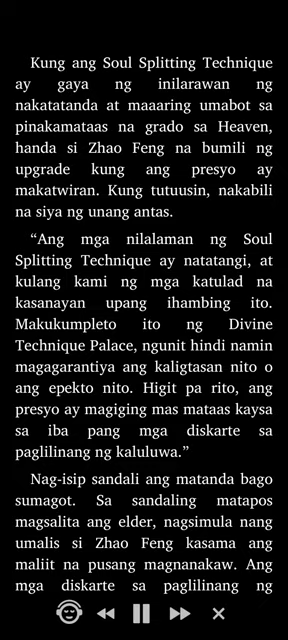 Kung ang Soul Splitting Technique
ay gaya ng inilarawan ng
nakatatanda at maaaring umabot sa
pinakamataas na grado sa Heaven,
handa si Zhao Feng na bumili ng
upgrade kung ang presyo ay
makatwiran. Kung tutuusin, nakabili
na siya ng unang antas.
“Ang mga nilalaman ng Soul
Splitting Technique ay natatangi, at
kulang kami ng mga katulad na
kasanayan upang ihambing ito.
Makukumpleto ito ng Divine
Technique Palace, ngunit hindi namin
magagarantiya ang kaligtasan nito o
ang epekto nito. Higit pa rito, ang
presyo ay magiging mas mataas kaysa
sa iba pang mga diskarte sa
paglilinang ng kaluluwa.”
Nag-isip sandali ang matanda bago
sumagot. Sa sandaling matapos
magsalita ang elder, nagsimula nang
umalis si Zhao Feng kasama ang
maliit na pusang magnanakaw. Ang
mga diskarte sa paglilinang ng